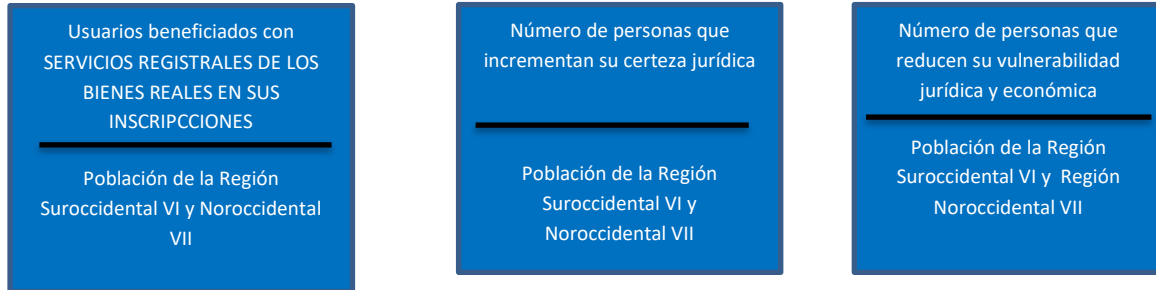 Usuarios beneficiados con
SERVICIOS REGISTRALES DE LOS
BIENES REALES EN SUS
INSCRIPCCIONES
Población de la Región
Suroccidental VI y Noroccidental
VII
Número de personas que
incrementan su certeza jurídica
Población de la Región
Suroccidental VI y
Noroccidental VII
Número de personas que
reducen su vulnerabilidad
jurídica y económica
Población de la Región
Suroccidental VI y Región
Noroccidental VII